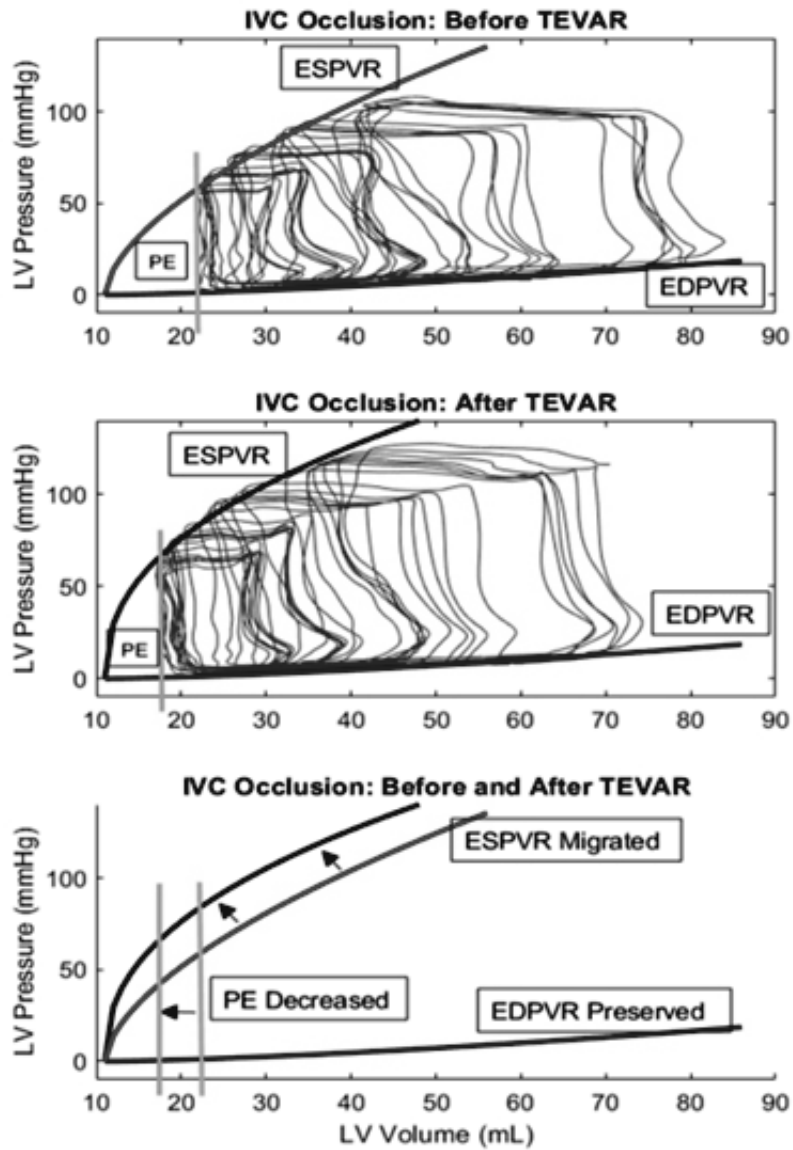 IVC Occlusion: Before TEVAR
LV Pressure (mmHg)
100
50
0
ESPVR
PE
EDPVR
10 20 30 40 50 60 70 80 90
IVC Occlusion: After TEVAR
LV Pressure (mmHg)
100
50
0
ESPVR
PE
EDPVR
10 20 30 40 50 60 70 80 90
IVC Occlusion: Before and After TEVAR
LV Pressure (mmHg)
100
50
0
ESPVR Migrated
PE Decreased
EDPVR Preserved
10 20 30 40 50 60 70 80 90
LV Volume (mL)